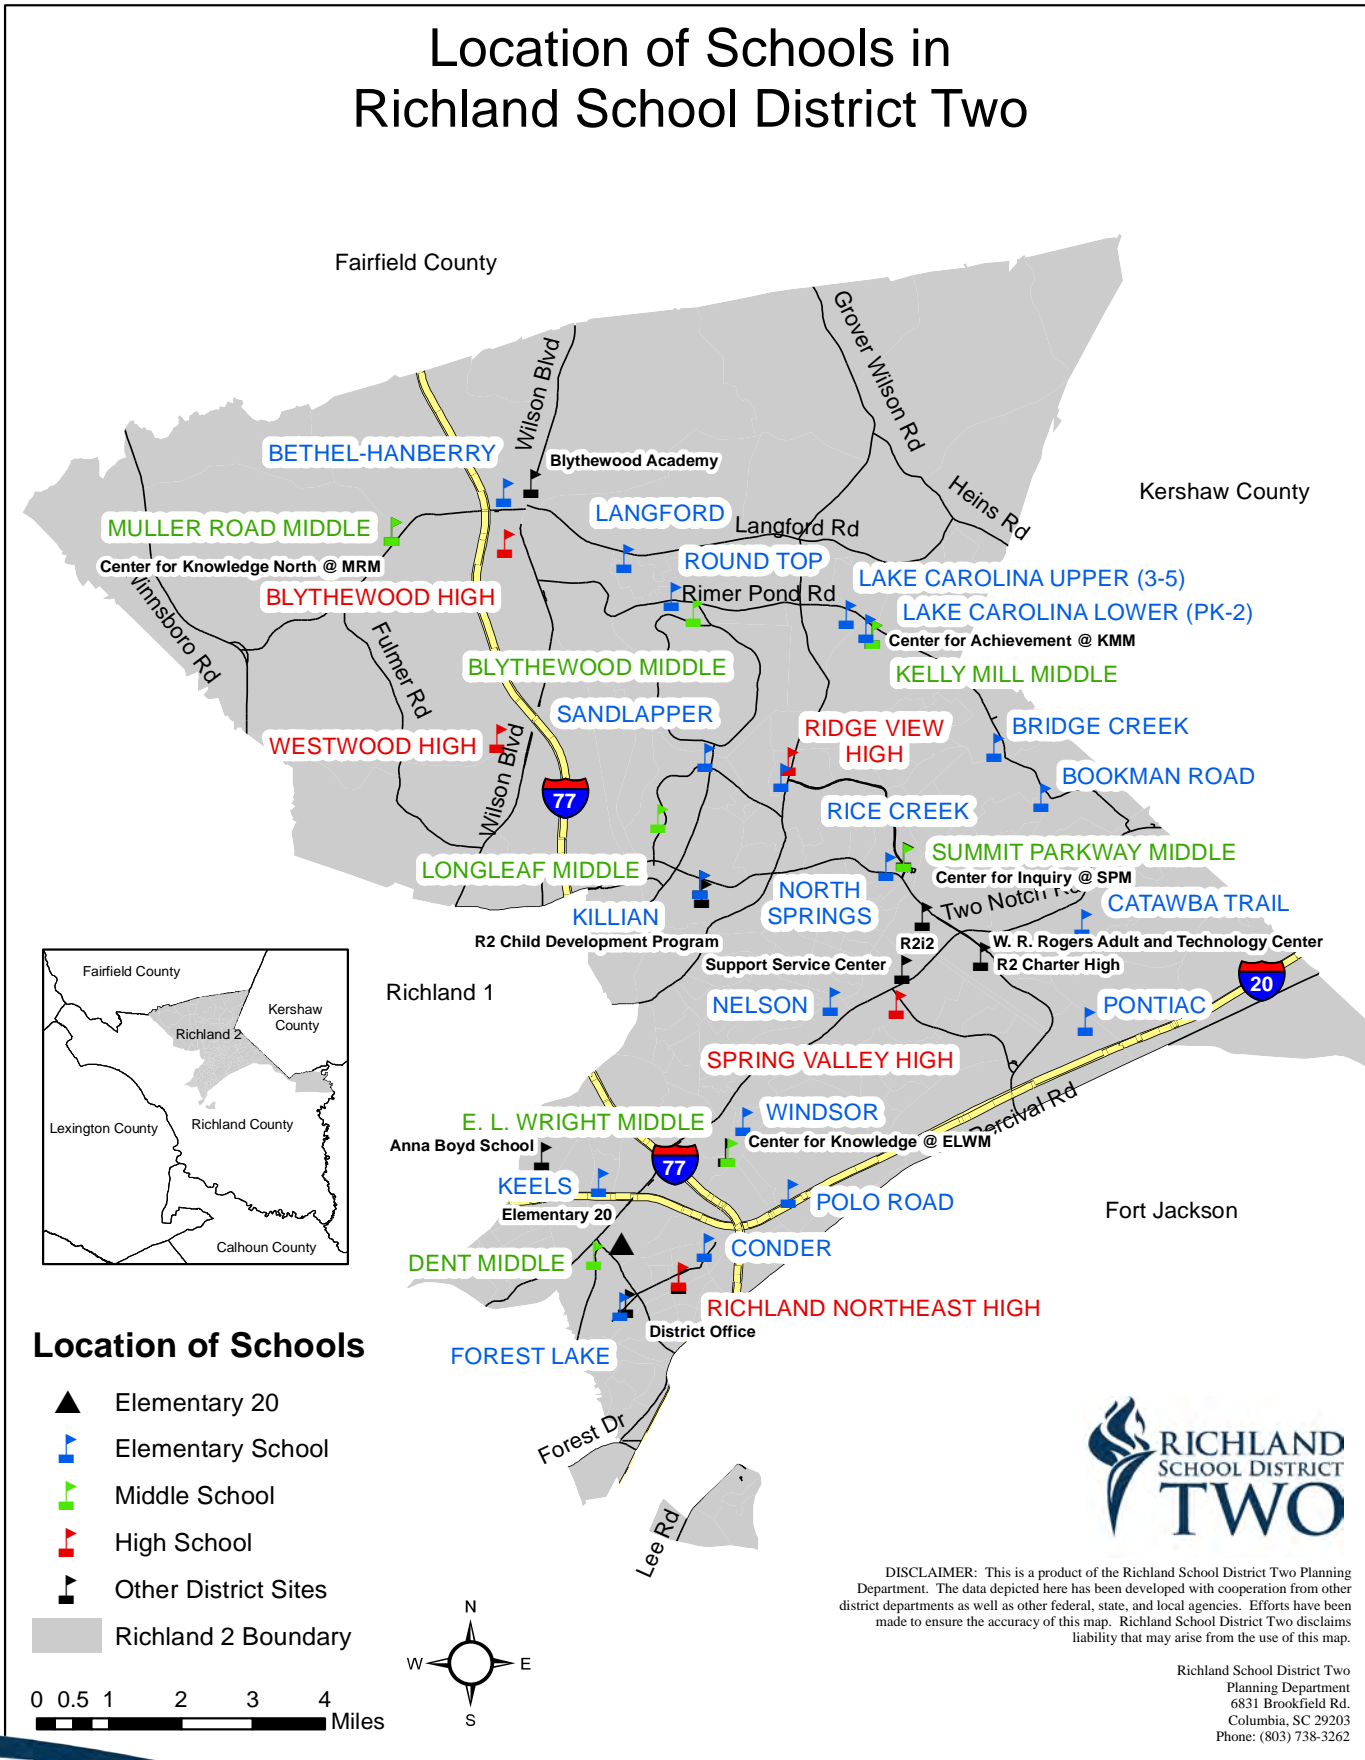 Location of Schools in
Richland School District Two
Fairfield County
Grover Wilson Rd
Wilson Blvd
BETHEL-HANBERRY
Blythewood Academy
Heins Rd
Kershaw County
LANGFORD
Langford Rd
MULLER ROAD MIDDLE
Center for Knowledge North @ MRM
ROUND TOP
LAKE CAROLINA UPPER (3-5)
BLYTHEWOOD HIGH
Rimer Pond Rd
LAKE CAROLINA LOWER (PK-2)
Winnsboro Rd
Fulmer Rd
Center for Achievement @ KMM
BLYTHEWOOD MIDDLE
KELLY MILL MIDDLE
SANDLAPPER
RIDGE VIEW
HIGH
BRIDGE CREEK
WESTWOOD HIGH
Wilson Blvd
BOOKMAN ROAD
77
RICE CREEK
LONGLEAF MIDDLE
SUMMIT PARKWAY MIDDLE
Center for Inquiry @ SPM
NORTH
SPRINGS
Two Notch Rd
CATAWBA TRAIL
KILLIAN
R2 Child Development Program
R2i2
W. R. Rogers Adult and Technology Center
R2 Charter High
Support Service Center
20
Richland 1
NELSON
PONTIAC
SPRING VALLEY HIGH
Percival Rd
E. L. WRIGHT MIDDLE
WINDSOR
Anna Boyd School
Center for Knowledge @ ELWM
77
KEELS
POLO ROAD
Elementary 20
Fort Jackson
DENT MIDDLE
CONDER
RICHLAND NORTHEAST HIGH
District Office
FOREST LAKE
Forest Dr
Lee Rd
Fairfield County
Kershaw
County
Richland 2
Lexington County
Richland County
Calhoun County
Location of Schools
Elementary 20
Elementary School
Middle School
High School
Other District Sites
Richland 2 Boundary
0 0.5 1 2 3 4
Miles
N
W E
S
RICHLAND
SCHOOL DISTRICT
TWO
DISCLAIMER: This is a product of the Richland School District Two Planning
Department. The data depicted here has been developed with cooperation from other
district departments as well as other federal, state, and local agencies. Efforts have been
made to ensure the accuracy of this map. Richland School District Two disclaims
liability that may arise from the use of this map.
Richland School District Two
Planning Department
6831 Brookfield Rd.
Columbia, SC 29203
Phone: (803) 738-3262